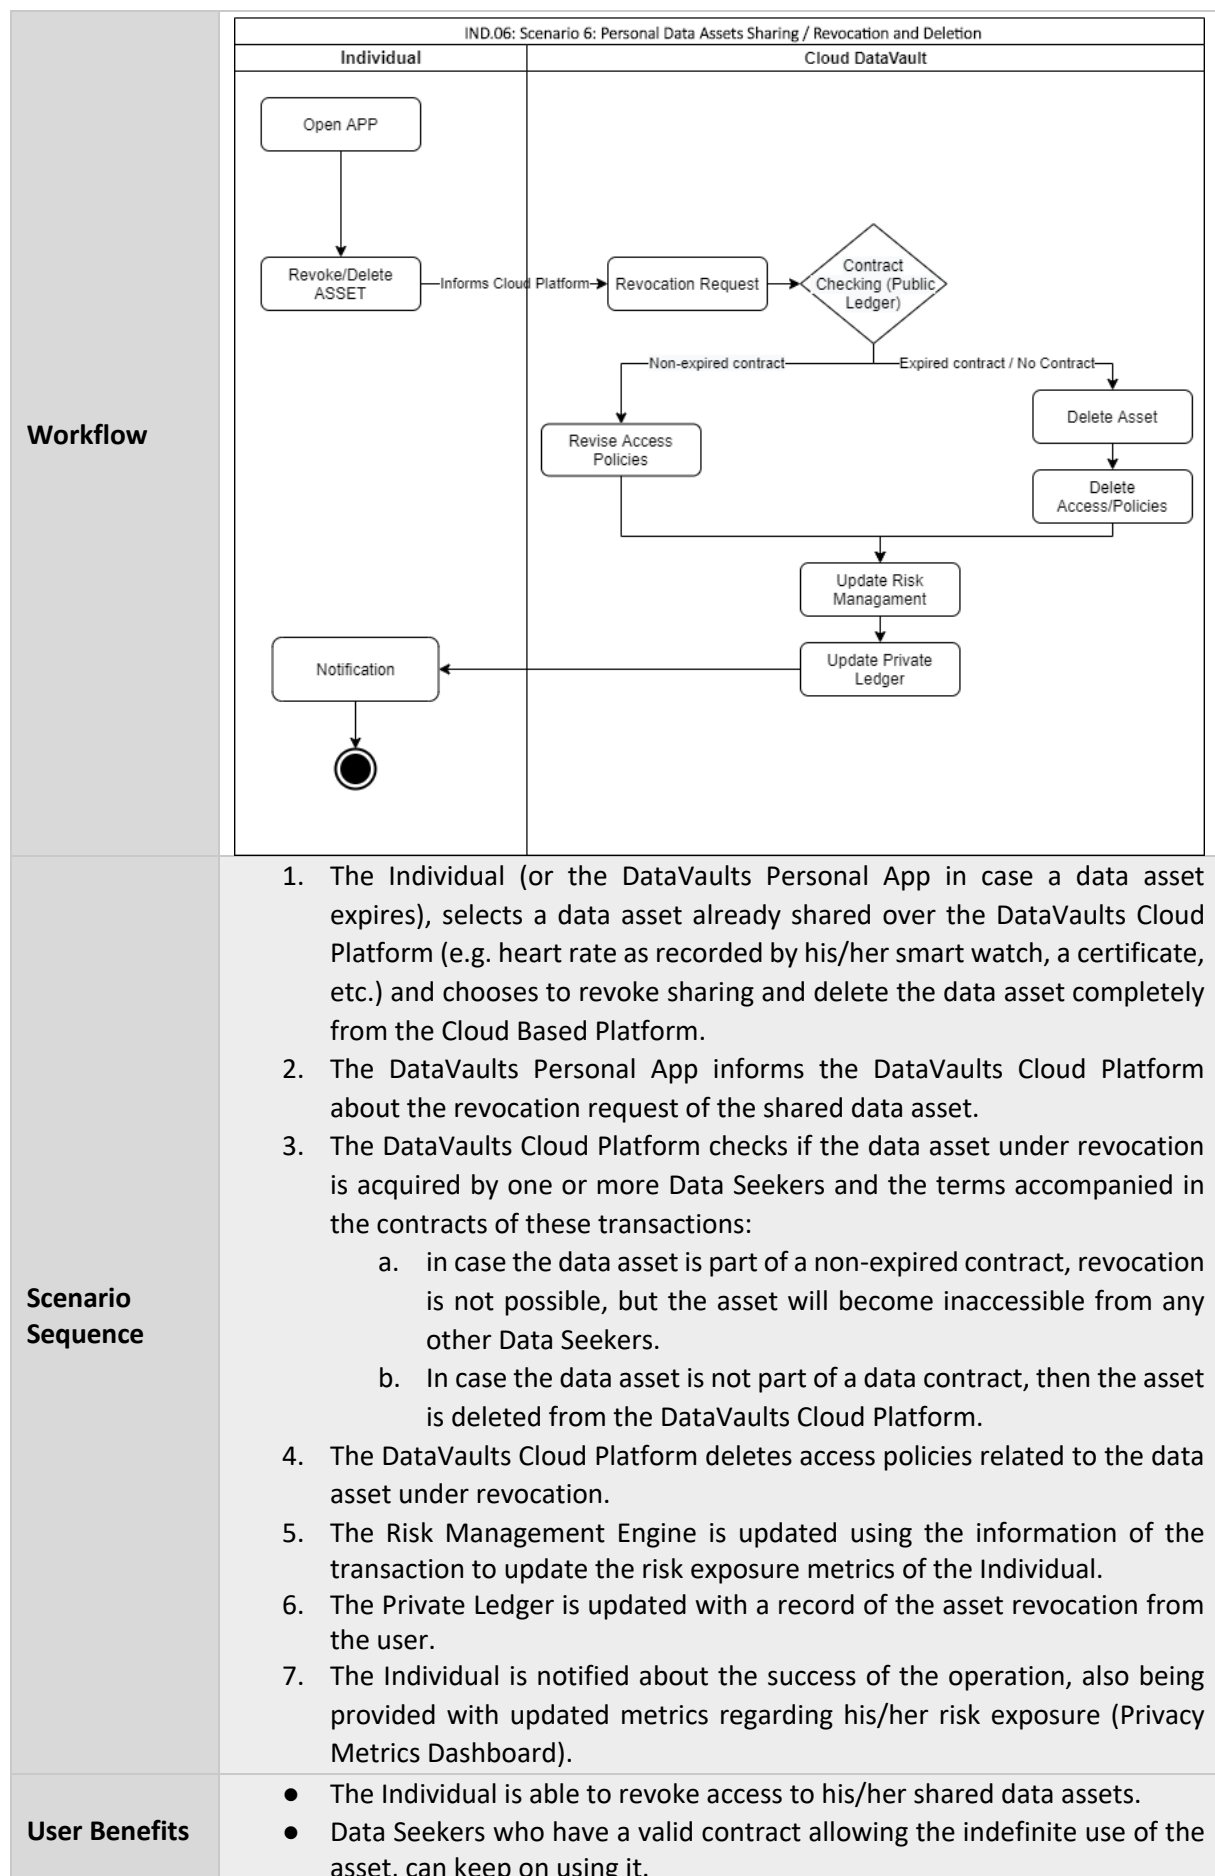 IND.06: Scenario 6: Personal Data Assets Sharing / Revocation and Deletion
Individual
Cloud DataVault
Open APP
Revoke/Delete
ASSET
Informs Cloud Platform
Revocation Request
Contract
Checking (Public
Ledger)
Non-expired contract
Expired contract / No Contract
Delete Asset
Revise Access
Policies
Delete
Access/Policies
Update Risk
Managament
Update Private
Ledger
Notification
Workflow
1. The Individual (or the DataVaults Personal App in case a data asset
expires), selects a data asset already shared over the DataVaults Cloud
Platform (e.g. heart rate as recorded by his/her smart watch, a certificate,
etc.) and chooses to revoke sharing and delete the data asset completely
from the Cloud Based Platform.
2. The DataVaults Personal App informs the DataVaults Cloud Platform
about the revocation request of the shared data asset.
3. The DataVaults Cloud Platform checks if the data asset under revocation
is acquired by one or more Data Seekers and the terms accompanied in
the contracts of these transactions:
a. in case the data asset is part of a non-expired contract, revocation
is not possible, but the asset will become inaccessible from any
other Data Seekers.
b. In case the data asset is not part of a data contract, then the asset
is deleted from the DataVaults Cloud Platform.
4. The DataVaults Cloud Platform deletes access policies related to the data
asset under revocation.
5. The Risk Management Engine is updated using the information of the
transaction to update the risk exposure metrics of the Individual.
6. The Private Ledger is updated with a record of the asset revocation from
the user.
7. The Individual is notified about the success of the operation, also being
provided with updated metrics regarding his/her risk exposure (Privacy
Metrics Dashboard).
Scenario
Sequence
● The Individual is able to revoke access to his/her shared data assets.
● Data Seekers who have a valid contract allowing the indefinite use of the
asset, can keep on using it.
User Benefits